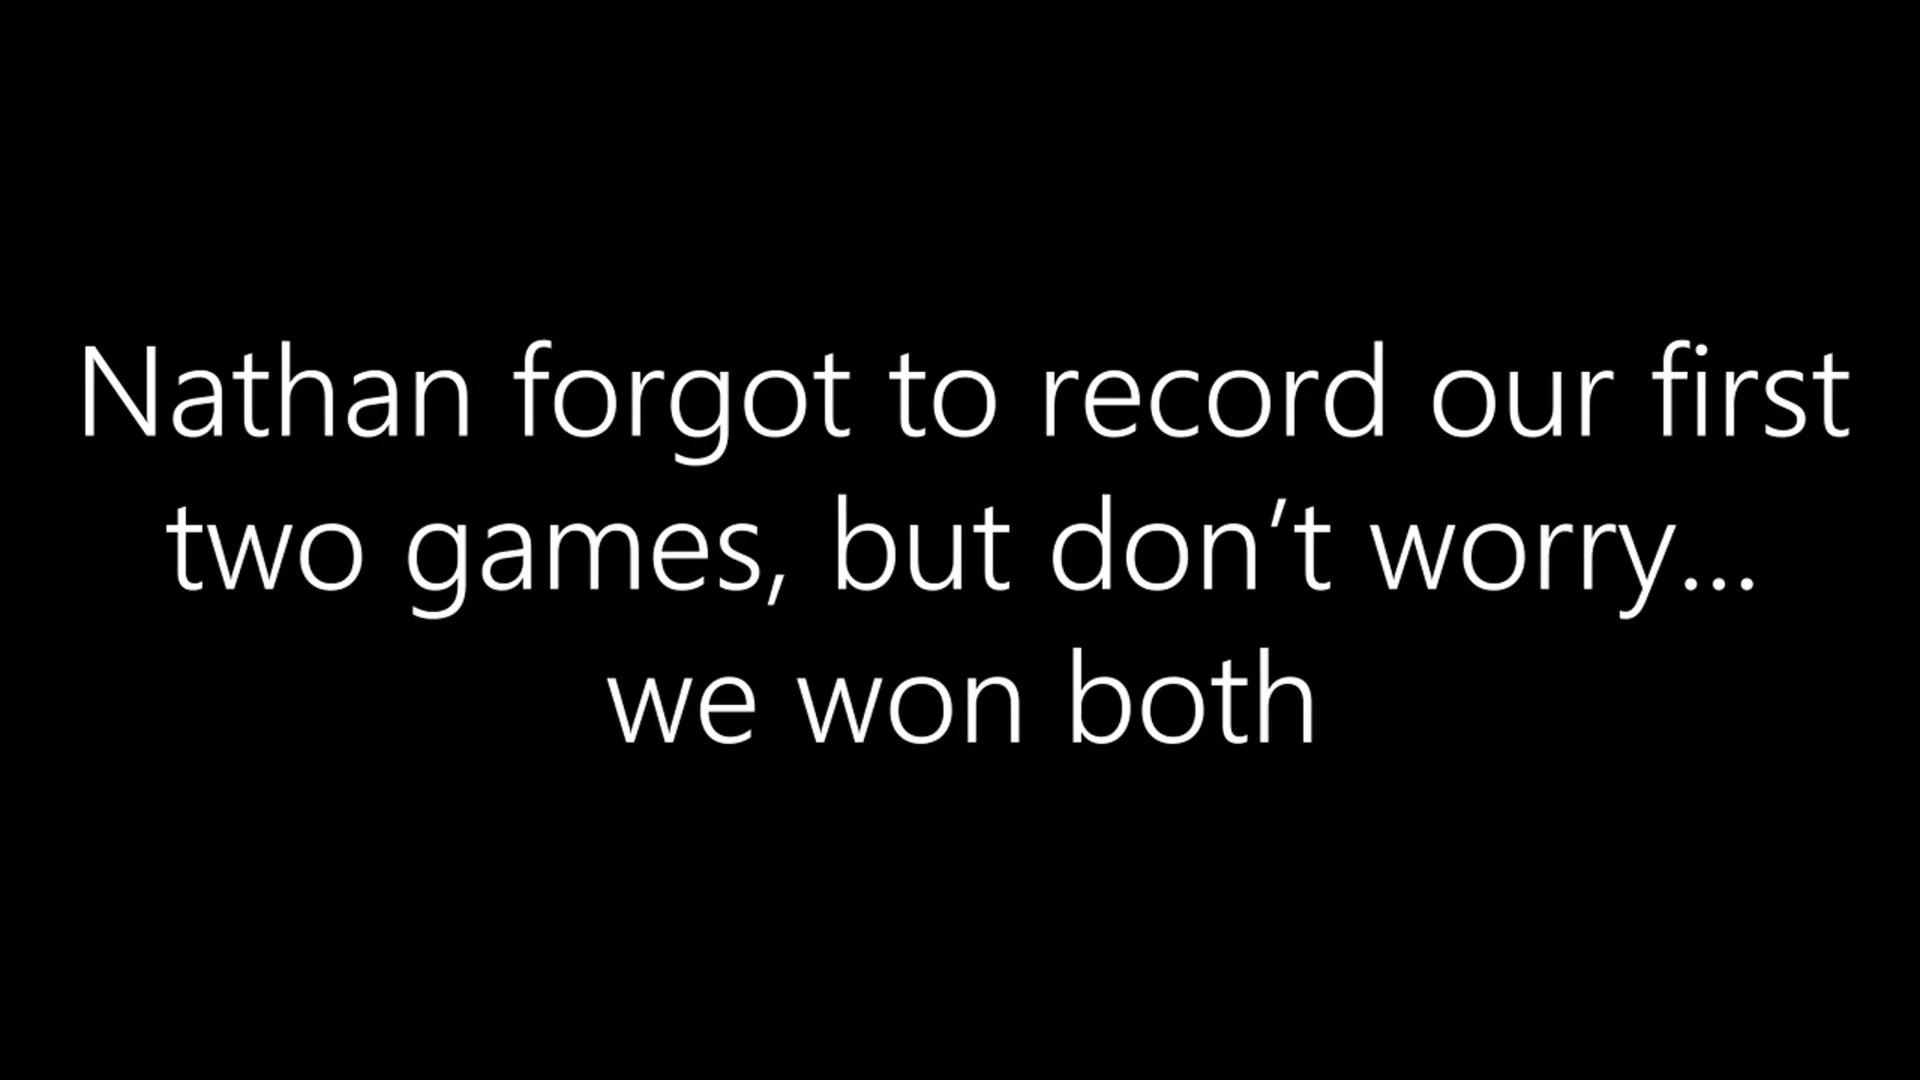 Nathan forgot to record our first
two games, but don’t worry...
we won both